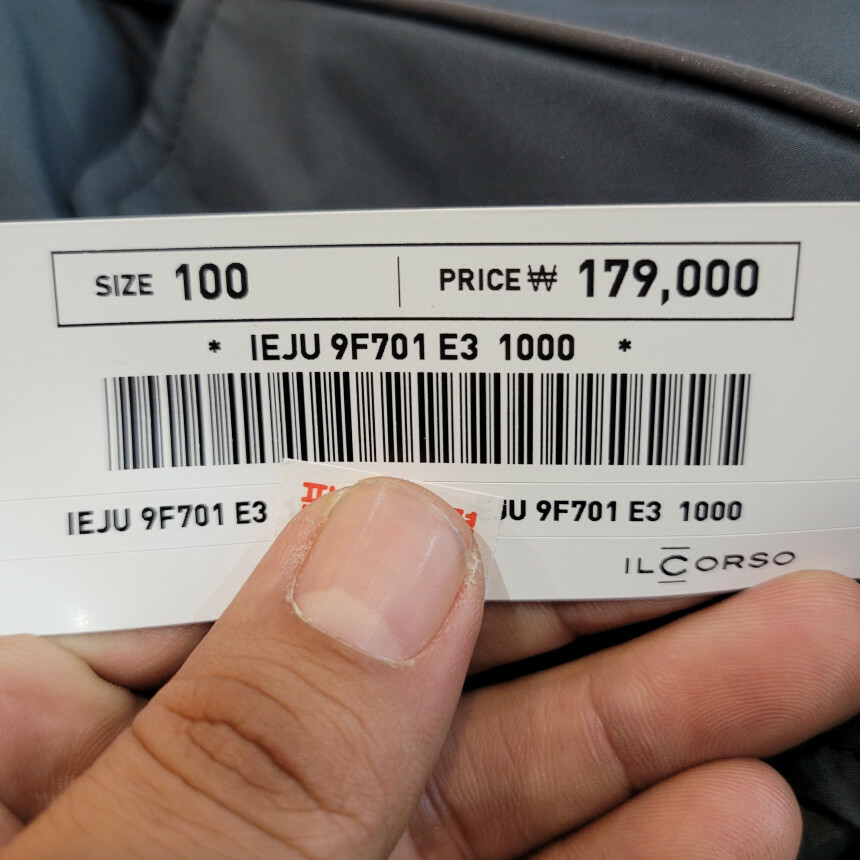 SIZE 100 PRICE ₩ 179,000
* IEJU 9F701 E3 1000 *
IEJU 9F701 E3 JU 9F701 E3 1000
ILCORSO